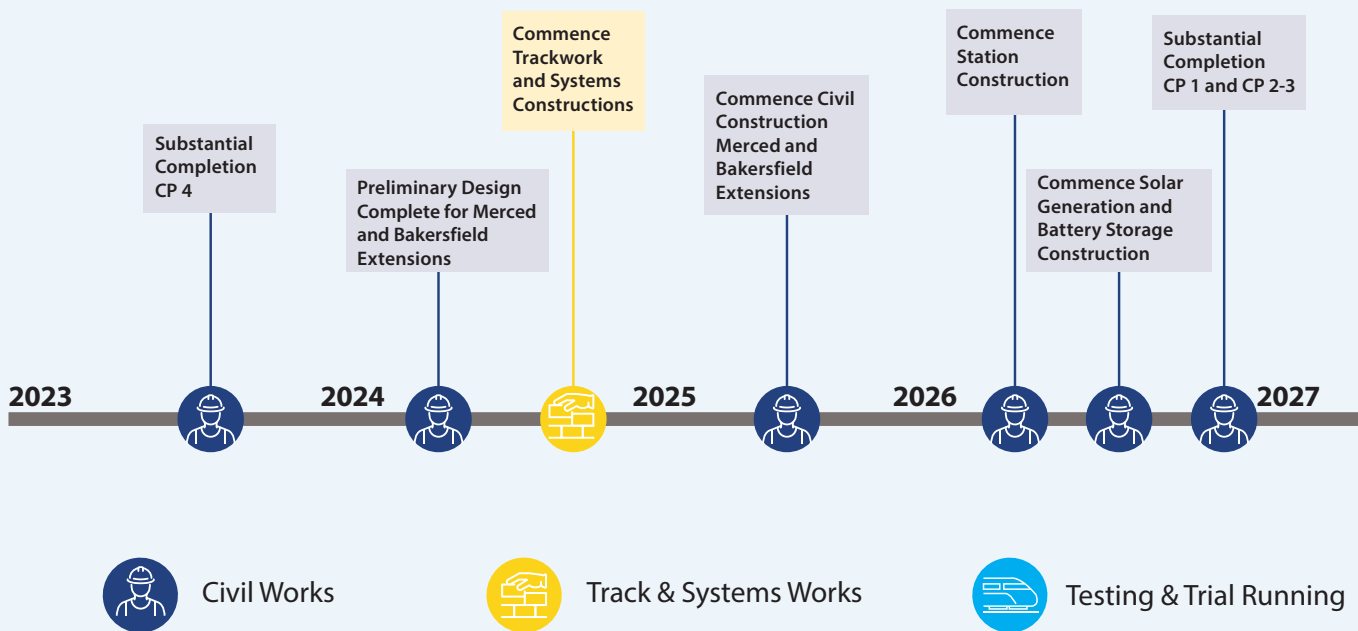 Commence
Trackwork
and Systems
Constructions
Commence
Station
Construction
Substantial
Completion
CP 1 and CP 2-3
Commence Civil
Construction
Merced and
Bakersfield
Extensions
Substantial
Completion
CP 4
Preliminary Design
Complete for Merced
and Bakersfield
Extensions
Commence Solar
Generation and
Battery Storage
Construction
2023
2024
2025
2026
2027
Civil Works
Track & Systems Works
Testing & Trial Running